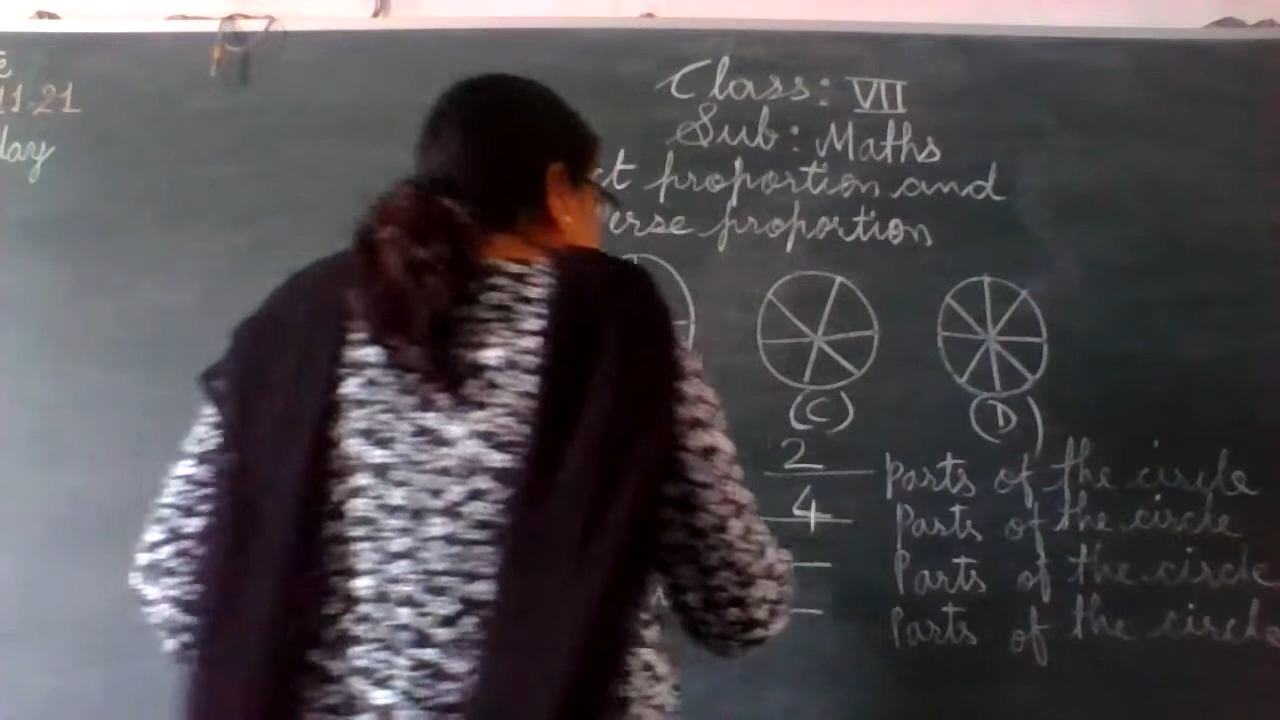 11.21
day
Class: VII
Sub: Maths
ct proportion and
erse proportion
(C) (D)
2 parts of the circle
4 parts of the circle
Parts of the circle
Parts of the circle